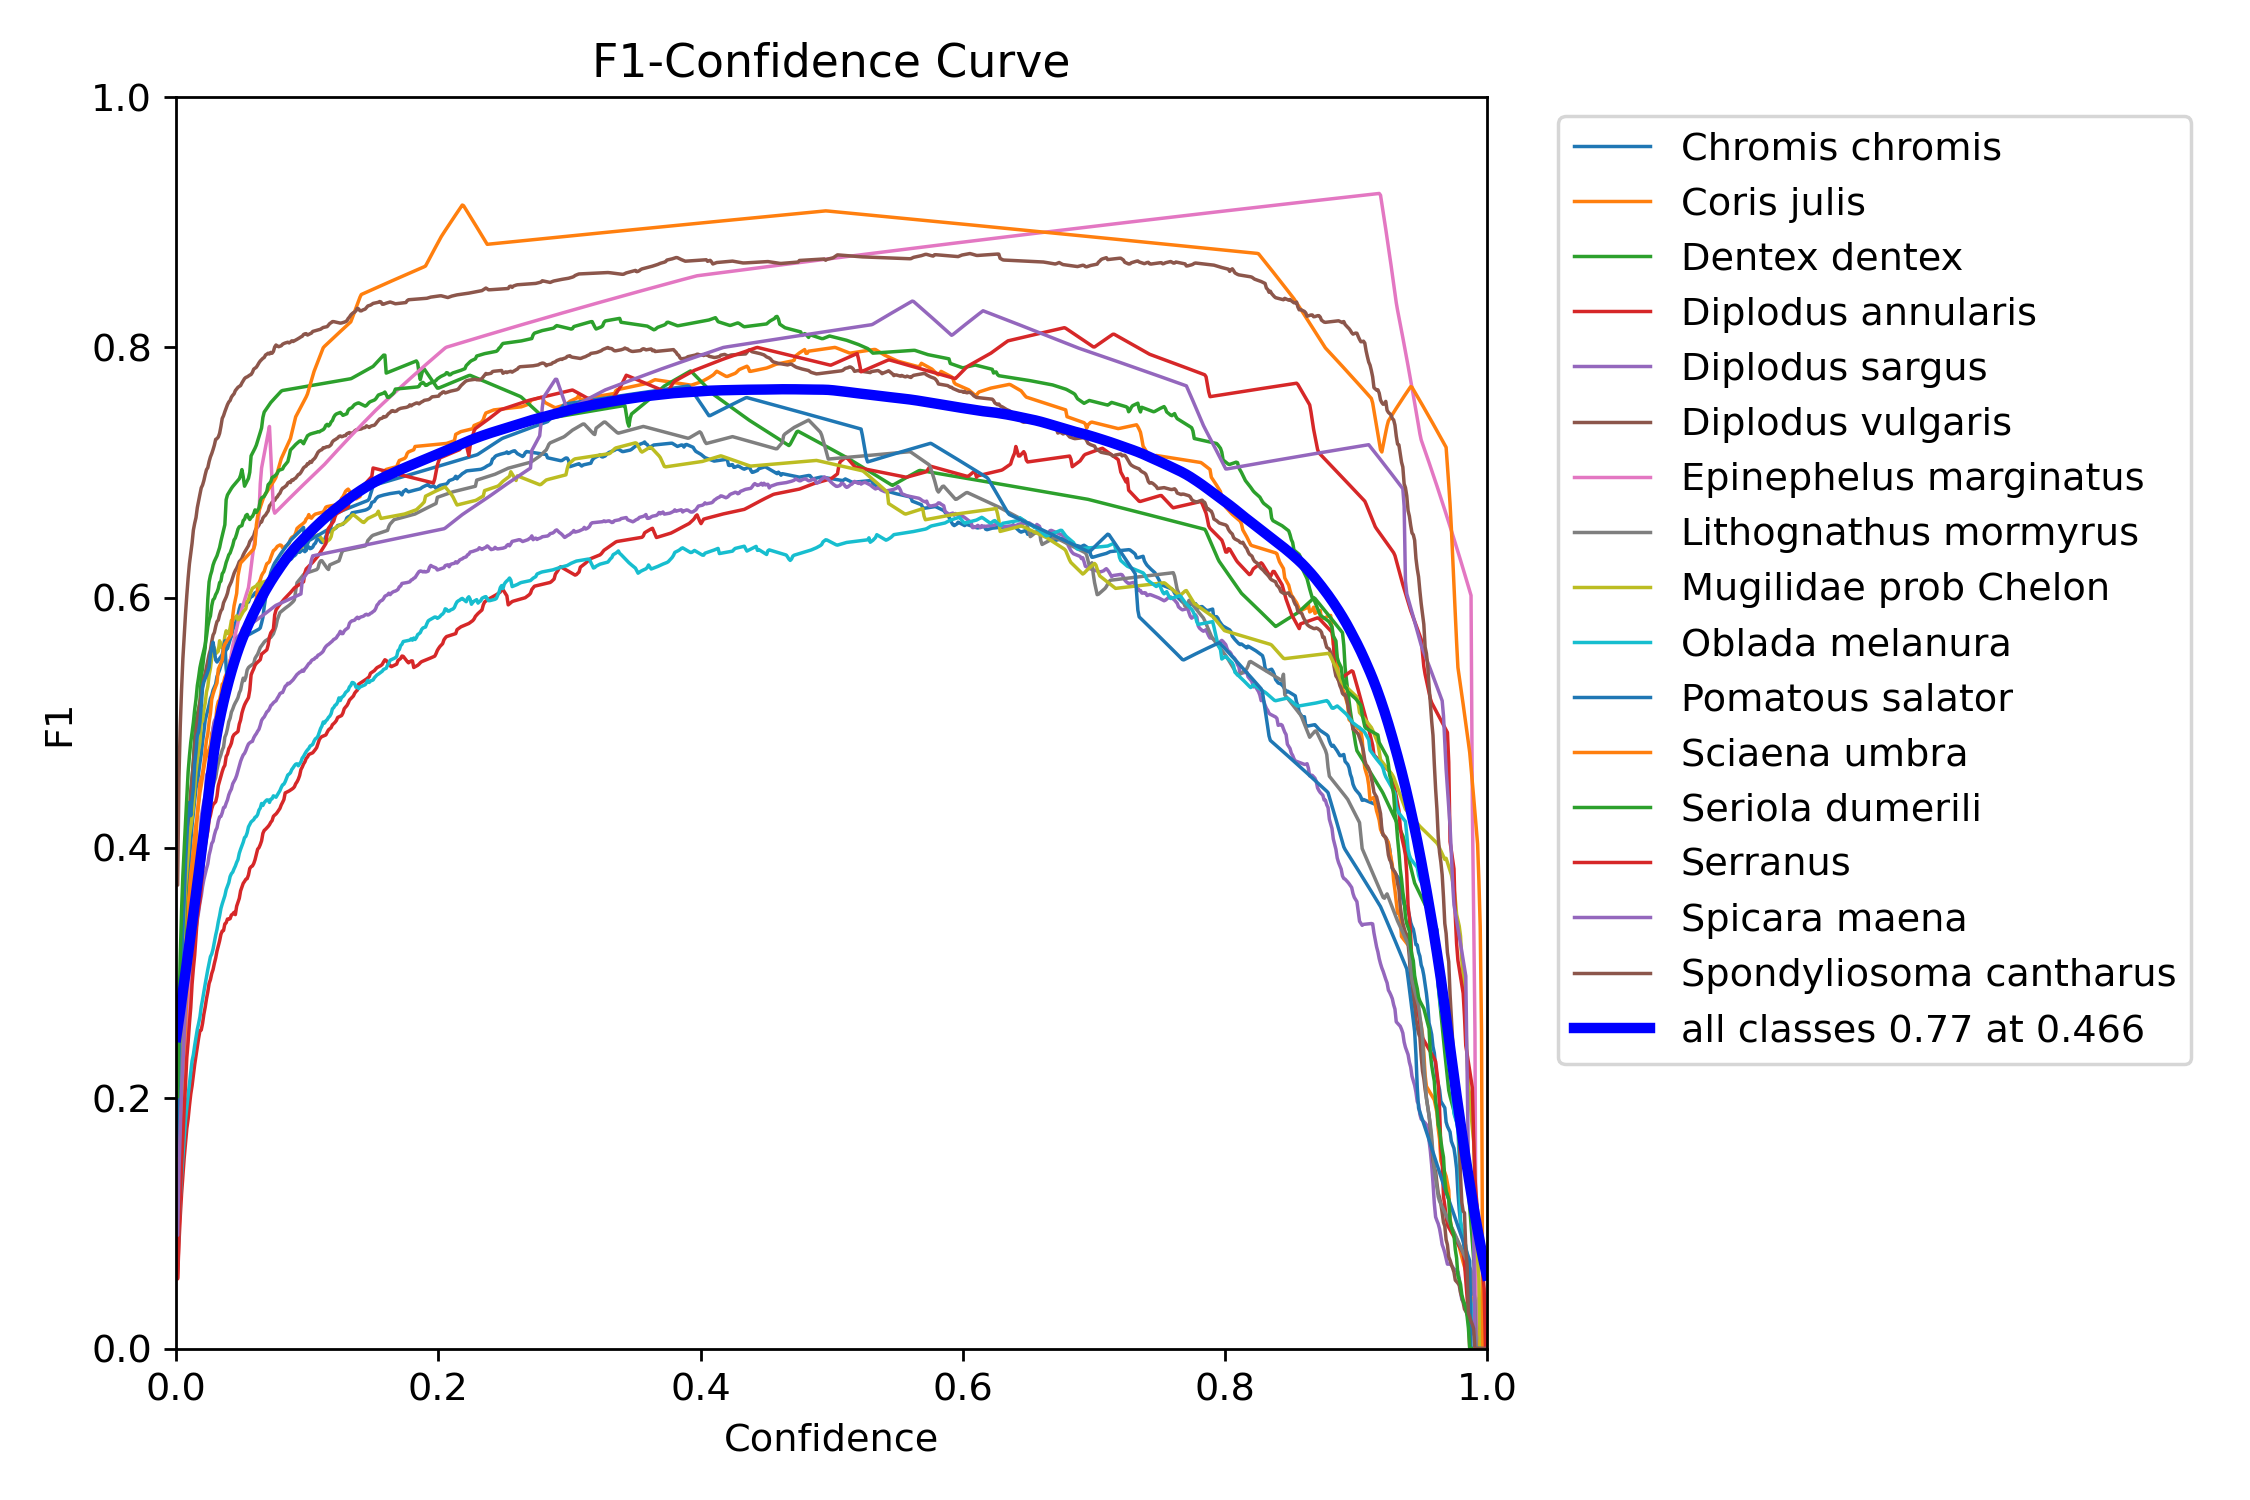 F1-Confidence Curve
1.0
0.8
0.6
0.4
0.2
0.0
F1
0.0 0.2 0.4 0.6 0.8 1.0
Confidence
Chromis chromis
Coris julis
Dentex dentex
Diplodus annularis
Diplodus sargus
Diplodus vulgaris
Epinephelus marginatus
Lithognathus mormyrus
Mugilidae prob Chelon
Oblada melanura
Pomatous salator
Sciaena umbra
Seriola dumerili
Serranus
Spicara maena
Spondyliosoma cantharus
all classes 0.77 at 0.466